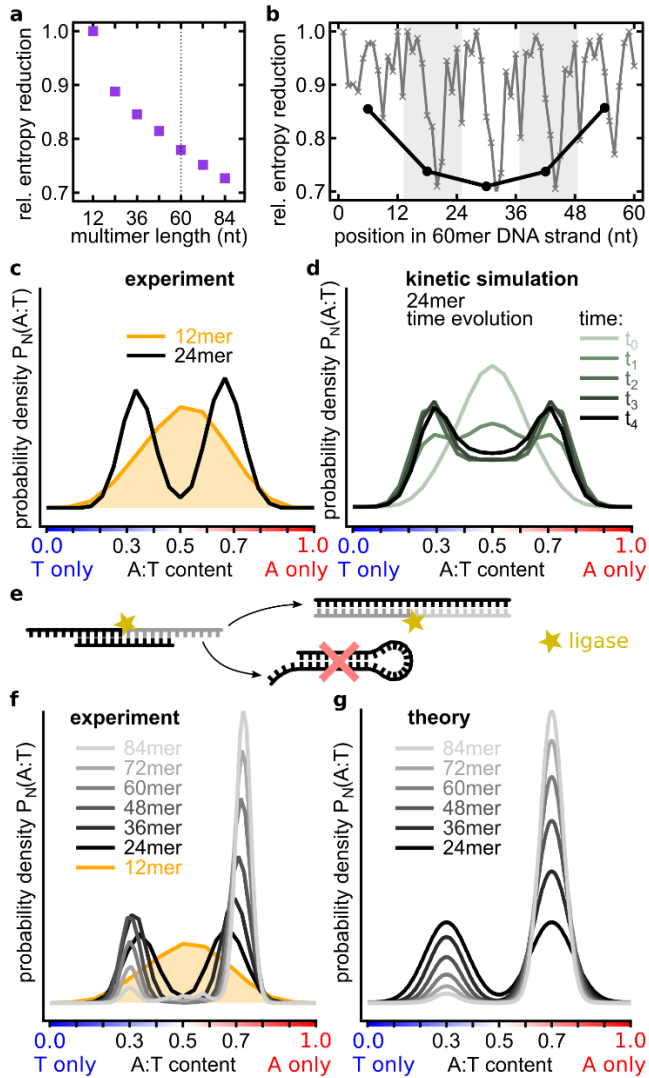 a
rel. entropy reduction
1.0
0.9
0.8
0.7
12 36 60 84
multimer length (nt)
b
rel. entropy reduction
1.0
0.9
0.8
0.7
0 12 24 36 48 60
position in 60mer DNA strand (nt)
c
experiment
probability density P_N(A:T)
12mer
24mer
0.0 0.3 0.5 0.7 1.0
T only A:T content A only
d
kinetic simulation
24mer
time evolution
time:
t₀
t₁
t₂
t₃
t₄
probability density P_N(A:T)
0.0 0.3 0.5 0.7 1.0
T only A:T content A only
e
ligase
f
experiment
84mer
72mer
60mer
48mer
36mer
24mer
12mer
probability density P_N(A:T)
0.0 0.3 0.5 0.7 1.0
T only A:T content A only
g
theory
84mer
72mer
60mer
48mer
36mer
24mer
probability density P_N(A:T)
0.0 0.3 0.5 0.7 1.0
T only A:T content A only